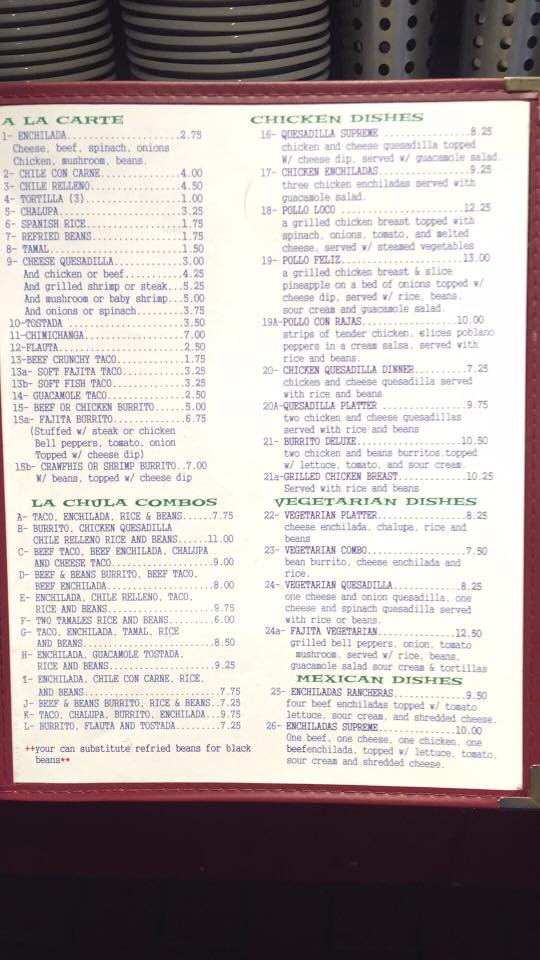 A LA CARTE
1- ENCHILADA.......................2.75
Cheese, beef, spinach, onions
Chicken, mushroom, beans.
2- CHILE CON CARNE................4.00
3- CHILE RELLENO..................4.50
4- TORTILLA (3)...................1.00
5- CHALUPA........................3.25
6- SPANISH RICE...................1.75
7- REFRIED BEANS..................1.75
8- TAMAL..........................1.50
9- CHEESE QUESADILLA..............3.00
And chicken or beef...........4.25
And grilled shrimp or steak...5.25
And mushroom or baby shrimp...5.00
And onions or spinach.........3.75
10-TOSTADA .......................3.50
11-CHIMICHANGA....................7.00
12-FLAUTA.........................2.50
13-BEEF CRUNCHY TACO..............1.75
13a- SOFT FAJITA TACO.............3.25
13b- SOFT FISH TACO...............3.25
14- GUACAMOLE TACO................2.50
15- BEEF OR CHICKEN BURRITO.......5.00
15a- FAJITA BURRITO...............6.75
(Stuffed w/ steak or chicken
Bell peppers, tomato, onion
Topped w/ cheese dip)
15b- CRAWFHIS OR SHRIMP BURRITO..7.00
W/ beans, topped w/ cheese dip
LA CHULA COMBOS
A- TACO, ENCHILADA, RICE & BEANS......7.75
B- BURRITO, CHICKEN QUESADILLA
CHILE RELLENO RICE AND BEANS......11.00
C- BEEF TACO, BEEF ENCHILADA, CHALUPA
AND CHEESE TACO....................9.00
D- BEEF & BEANS BURRITO, BEEF TACO,
BEEF ENCHILADA.....................8.00
E- ENCHILADA, CHILE RELLENO, TACO,
RICE AND BEANS.....................9.75
F- TWO TAMALES RICE AND BEANS.........6.00
G- TACO, ENCHILADA, TAMAL, RICE
AND BEANS..........................8.50
H- ENCHILADA, GUACAMOLE TOSTADA,
RICE AND BEANS.....................9.25
1- ENCHILADA, CHILE CON CARNE, RICE,
AND BEANS..........................7.75
J- BEEF & BEANS BURRITO, RICE & BEANS..7.25
K- TACO, CHALUPA, BURRITO, ENCHILADA...9.75
L- BURRITO, FLAUTA AND TOSTADA.........7.25
++your can substitute refried beans for black
beans**
CHICKEN DISHES
16- QUESADILLA SUPREME..................8.25
chicken and cheese quesadilla topped
W/ cheese dip, served w/ guacamole salad.
17- CHICKEN ENCHILADAS..................9.25
three chicken enchiladas served with
guacamole salad.
18- POLLO LOCO ....................12.25
a grilled chicken breast topped with
spinach, onions, tomato, and melted
cheese, served w/ steamed vegetables
19- POLLO FELIZ.......................13.00
a grilled chicken breast & slice
pineapple on a bed of onions topped w/
cheese dip, served w/ rice, beans,
sour cream and guacamole salad.
19A-POLLO CON RAJAS..................10.00
strips of tender chicken, slices poblano
peppers in a cream salsa, served with
rice and beans.
20- CHICKEN QUESADILLA DINNER...........7.25
chicken and cheese quesadilla served
with rice and beans
20A-QUESADILLA PLATTER .................9.75
two chicken and cheese quesadillas
served with rice and beans
21- BURRITO DELUXE.....................10.50
two chicken and beans burritos,topped
w/ lettuce, tomato, and sour cream.
21a-GRILLED CHICKEN BREAST..............10.25
Served with rice and beans
VEGETARIAN DISHES
22- VEGETARIAN PLATTER.................8.25
cheese enchilada, chalupa, rice and
beans
23- VEGETARIAN COMBO...................7.50
bean burrito, cheese enchilada and
rice.
24- VEGETARIAN QUESADILLA.............8.25
one cheese and onion quesadilla, one
cheese and spinach quesadilla served
with rice or beans.
24a- FAJITA VEGETARIAN................12.50
grilled bell peppers, onion, tomato
mushroom, served w/ rice, beans,
guacamole salad sour cream & tortillas
MEXICAN DISHES
25- ENCHILADAS RANCHERAS...............9.50
four beef enchiladas topped w/ tomato
lettuce, sour cream, and shredded cheese.
26- ENCHILADAS SUPREME................10.00
One beef, one cheese, one chicken, one
beefenchilada, topped w/ lettuce, tomato,
sour cream and shredded cheese.